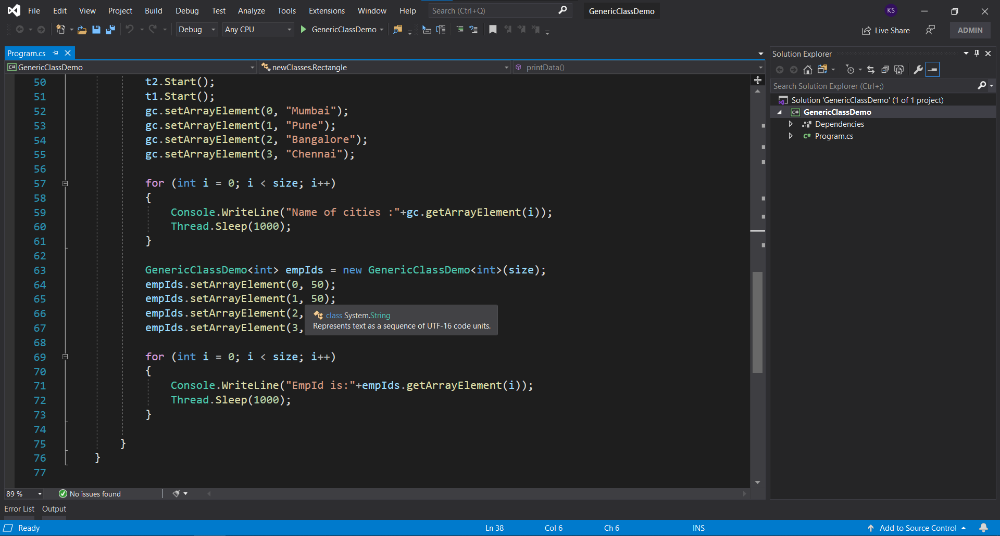 File Edit View Project Build Debug Test Analyze Tools Extensions Window Help Search (Ctrl+Q) GenericClassDemo KS
Debug Any CPU GenericClassDemo Live Share ADMIN
Program.cs
GenericClassDemo newClasses.Rectangle printData()
50 t2.Start();
51 t1.Start();
52 gc.setArrayElement(0, "Mumbai");
53 gc.setArrayElement(1, "Pune");
54 gc.setArrayElement(2, "Bangalore");
55 gc.setArrayElement(3, "Chennai");
56
57 for (int i = 0; i < size; i++)
58 {
59 Console.WriteLine("Name of cities :"+gc.getArrayElement(i));
60 Thread.Sleep(1000);
61 }
62
63 GenericClassDemo<int> empIds = new GenericClassDemo<int>(size);
64 empIds.setArrayElement(0, 50);
65 empIds.setArrayElement(1, 50);
66 empIds.setArrayElement(2,
67 empIds.setArrayElement(3,
class System.String
Represents text as a sequence of UTF-16 code units.
68
69 for (int i = 0; i < size; i++)
70 {
71 Console.WriteLine("EmpId is:"+empIds.getArrayElement(i));
72 Thread.Sleep(1000);
73 }
74
75 }
76 }
77
89 % No issues found
Solution Explorer
Search Solution Explorer (Ctrl+;)
Solution 'GenericClassDemo' (1 of 1 project)
C# GenericClassDemo
Dependencies
C# Program.cs
Error List Output
Ready Ln 38 Col 6 Ch 6 INS Add to Source Control